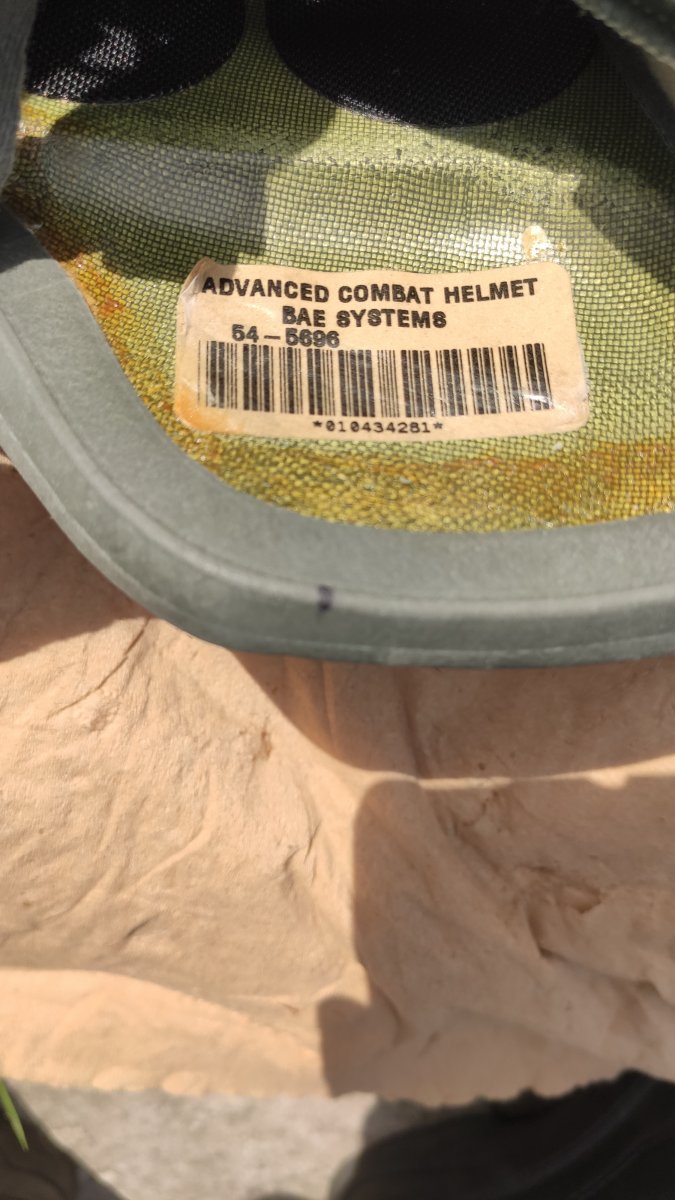 ADVANCED COMBAT HELMET
BAE SYSTEMS
54-5696
*010434281*